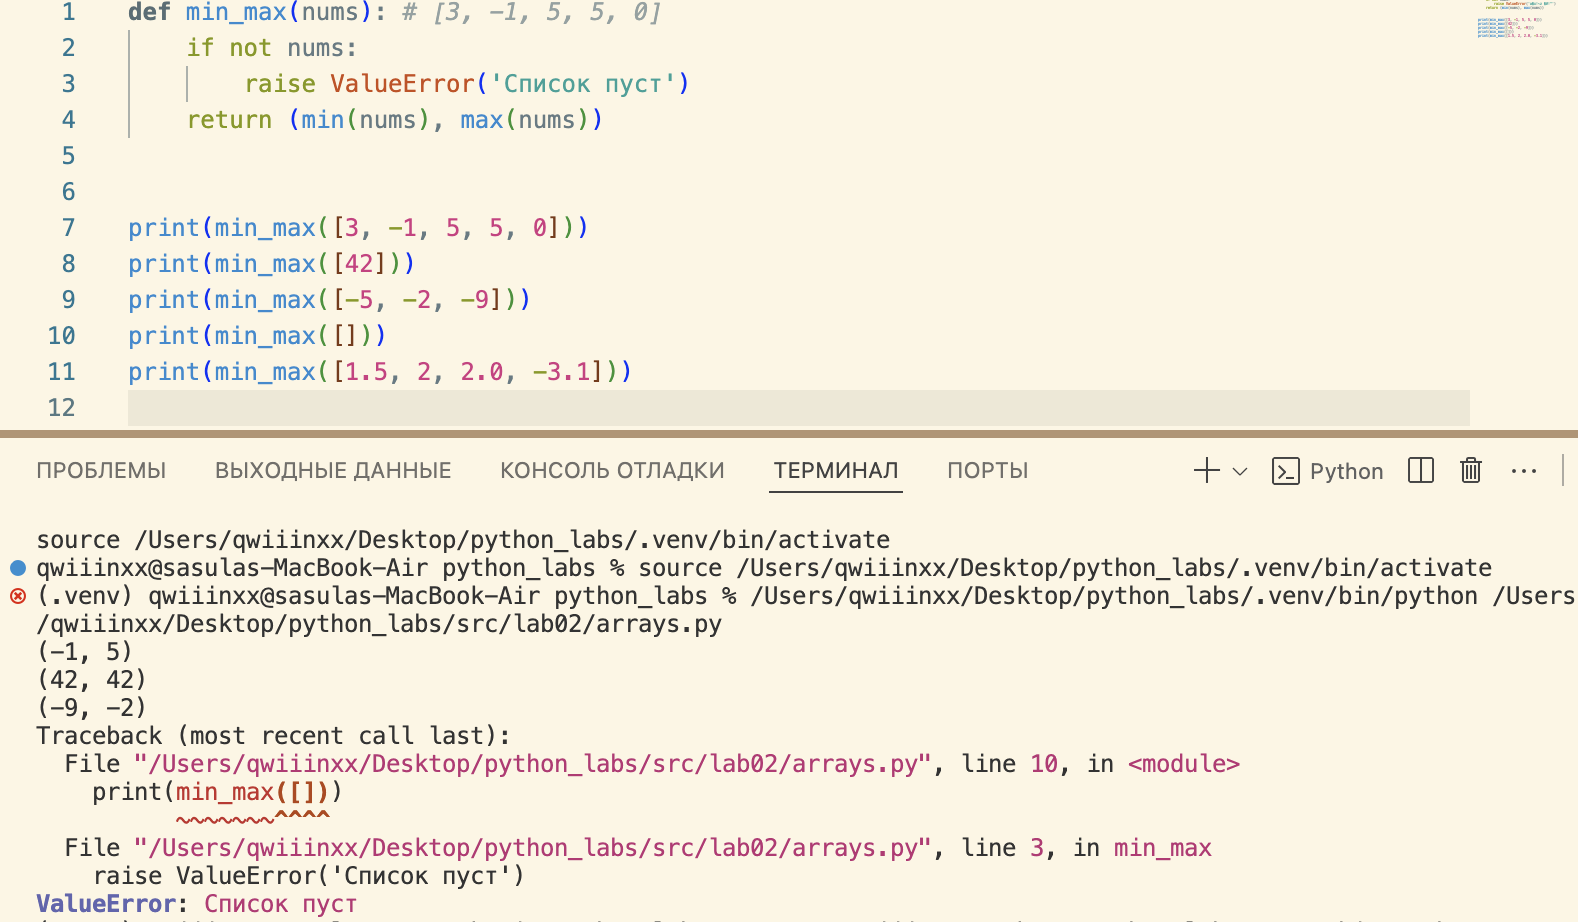 1 def min_max(nums): # [3, -1, 5, 5, 0]
2 if not nums:
3 raise ValueError('Список пуст')
4 return (min(nums), max(nums))
5
6
7 print(min_max([3, -1, 5, 5, 0]))
8 print(min_max([42]))
9 print(min_max([-5, -2, -9]))
10 print(min_max([]))
11 print(min_max([1.5, 2, 2.0, -3.1]))
12
ПРОБЛЕМЫ ВЫХОДНЫЕ ДАННЫЕ КОНСОЛЬ ОТЛАДКИ ТЕРМИНАЛ ПОРТЫ Python
source /Users/qwiiinxx/Desktop/python_labs/.venv/bin/activate
qwiiinxx@sasulas-MacBook-Air python_labs % source /Users/qwiiinxx/Desktop/python_labs/.venv/bin/activate
(.venv) qwiiinxx@sasulas-MacBook-Air python_labs % /Users/qwiiinxx/Desktop/python_labs/.venv/bin/python /Users
/qwiiinxx/Desktop/python_labs/src/lab02/arrays.py
(-1, 5)
(42, 42)
(-9, -2)
Traceback (most recent call last):
File "/Users/qwiiinxx/Desktop/python_labs/src/lab02/arrays.py", line 10, in <module>
print(min_max([]))
~~~~~~~^^^^
File "/Users/qwiiinxx/Desktop/python_labs/src/lab02/arrays.py", line 3, in min_max
raise ValueError('Список пуст')
ValueError: Список пуст